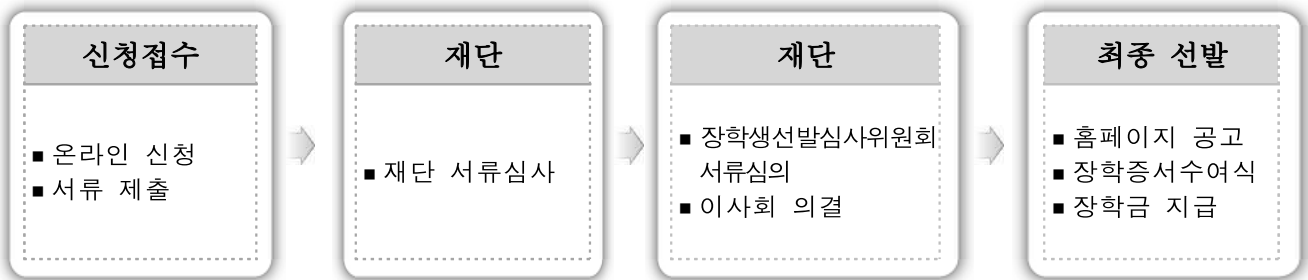 신청접수
■ 온라인 신청
■ 서류 제출
재단
■ 재단 서류심사
재단
■ 장학생선발심사위원회
서류심의
■ 이사회 의결
최종 선발
■ 홈페이지 공고
■ 장학증서수여식
■ 장학금 지급